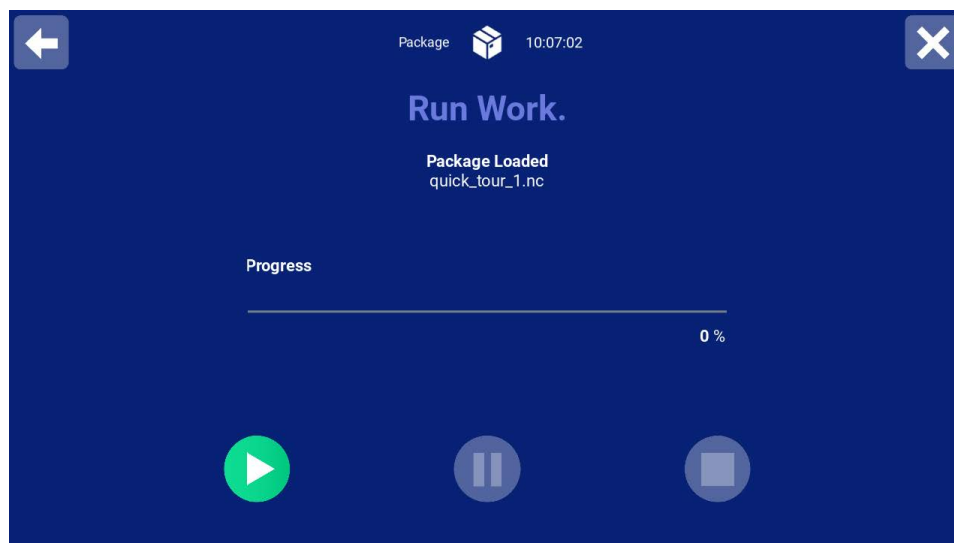 Package 10:07:02
Run Work.
Package Loaded
quick_tour_1.nc
Progress
0 %